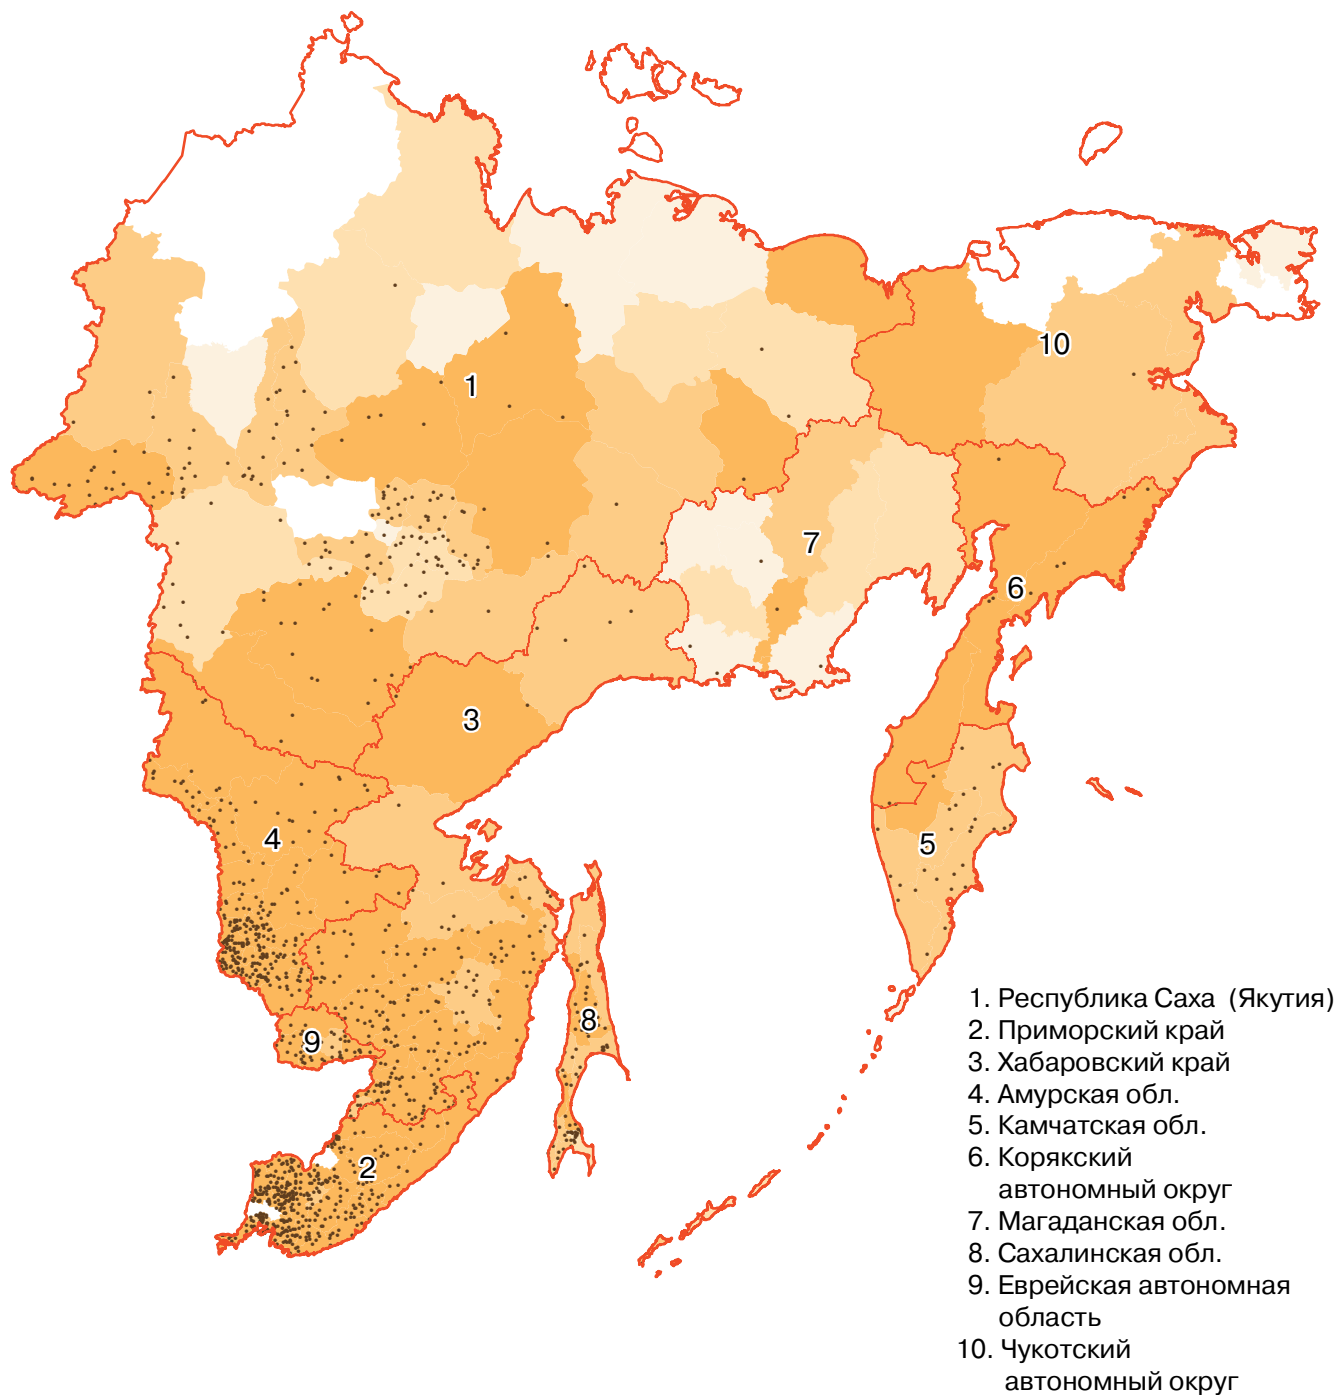 1
10
7
6
3
4
5
8
9
2
1. Республика Саха (Якутия)
2. Приморский край
3. Хабаровский край
4. Амурская обл.
5. Камчатская обл.
6. Корякский
автономный округ
7. Магаданская обл.
8. Сахалинская обл.
9. Еврейская автономная
область
10. Чукотский
автономный округ